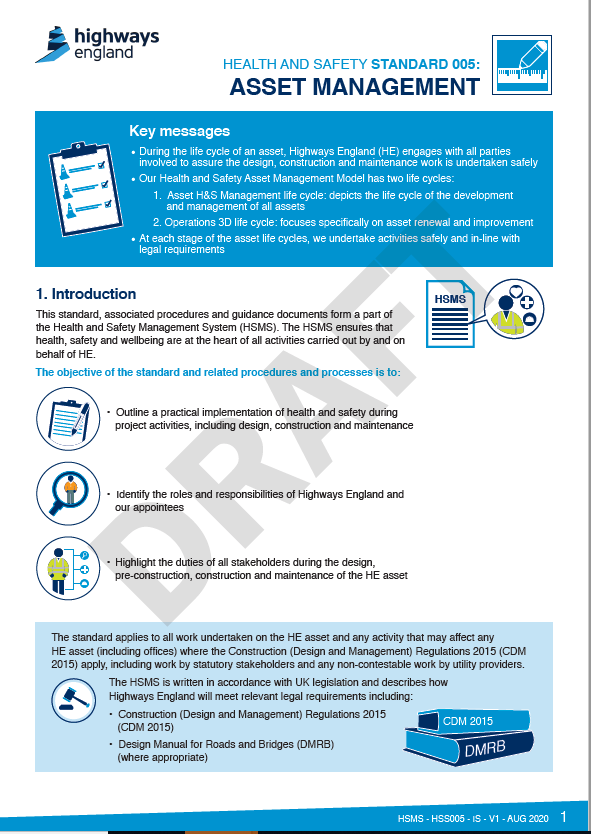 highways
england
HEALTH AND SAFETY STANDARD 005:
ASSET MANAGEMENT
Key messages
• During the life cycle of an asset, Highways England (HE) engages with all parties
involved to assure the design, construction and maintenance work is undertaken safely
• Our Health and Safety Asset Management Model has two life cycles:
1. Asset H&S Management life cycle: depicts the life cycle of the development
and management of all assets
2. Operations 3D life cycle: focuses specifically on asset renewal and improvement
• At each stage of the asset life cycles, we undertake activities safely and in-line with
legal requirements
1. Introduction
This standard, associated procedures and guidance documents form a part of
the Health and Safety Management System (HSMS). The HSMS ensures that
health, safety and wellbeing are at the heart of all activities carried out by and on
behalf of HE.
HSMS
The objective of the standard and related procedures and processes is to:
• Outline a practical implementation of health and safety during
project activities, including design, construction and maintenance
• Identify the roles and responsibilities of Highways England and
our appointees
• Highlight the duties of all stakeholders during the design,
pre-construction, construction and maintenance of the HE asset
DRAFT
The standard applies to all work undertaken on the HE asset and any activity that may affect any
HE asset (including offices) where the Construction (Design and Management) Regulations 2015 (CDM
2015) apply, including work by statutory stakeholders and any non-contestable work by utility providers.
The HSMS is written in accordance with UK legislation and describes how
Highways England will meet relevant legal requirements including:
• Construction (Design and Management) Regulations 2015
(CDM 2015)
• Design Manual for Roads and Bridges (DMRB)
(where appropriate)
CDM 2015
DMRB
HSMS - HSS005 - IS - V1 - AUG 2020 1